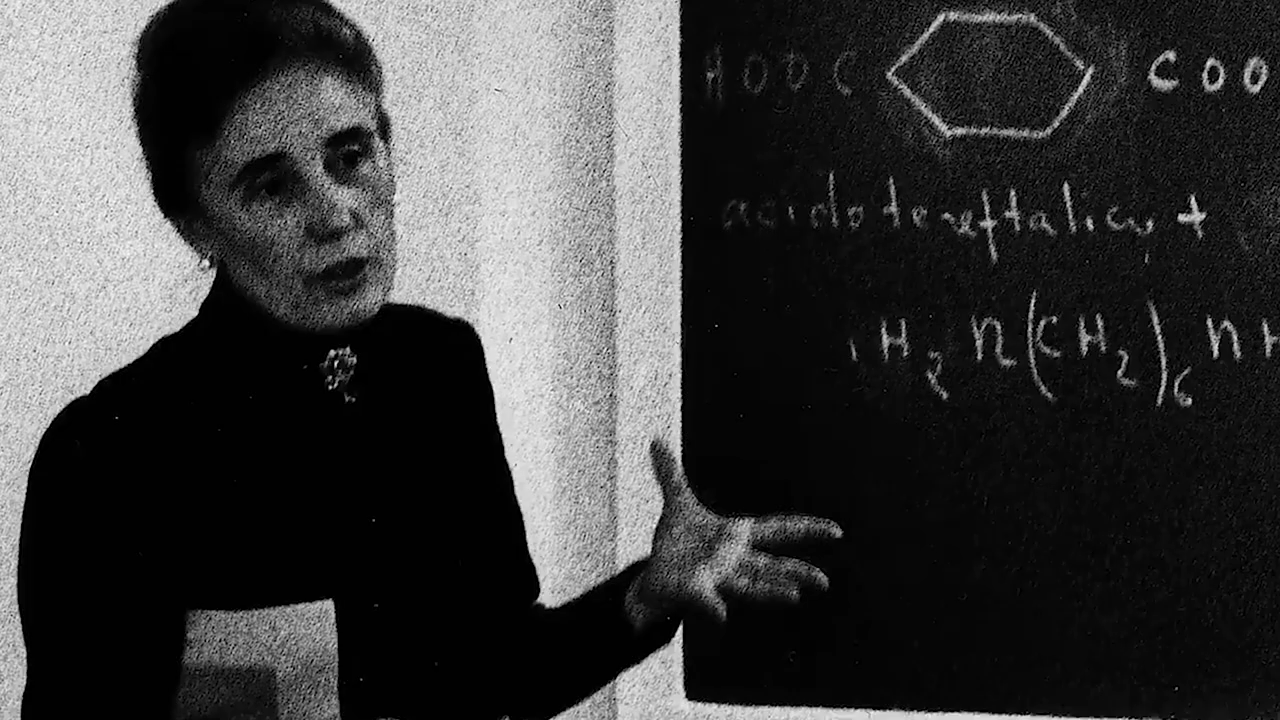 HOOC COO
acido tereftalico +
H₂N(CH₂)₆NH